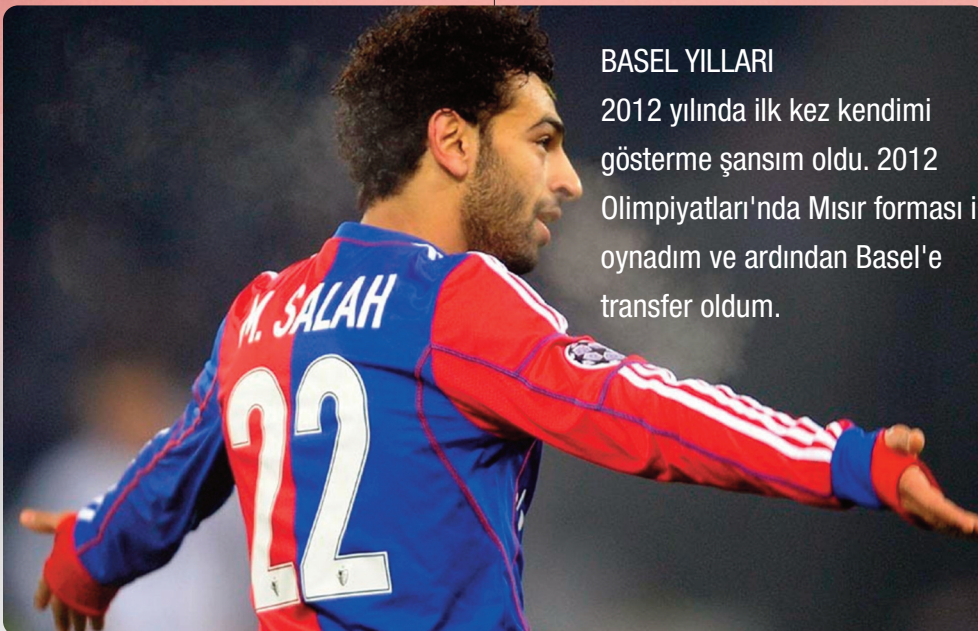 BASEL YILLARI
2012 yılında ilk kez kendimi
gösterme şansım oldu. 2012
Olimpiyatları'nda Mısır forması
oynadım ve ardından Basel'e
transfer oldum.
M. SALAH
22